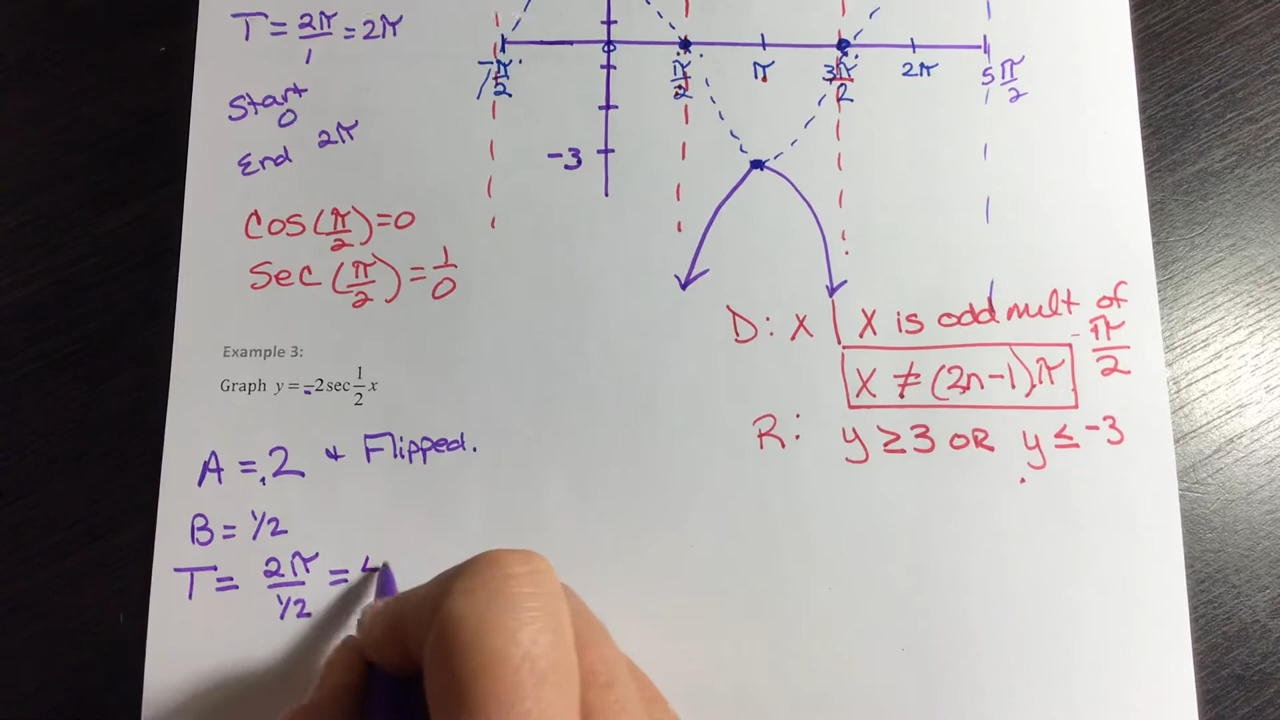 T = 2π/1 = 2π
Start
0
End 2π
-π/2 0 π/2 π 3π/2 2π 5π/2
-3
Cos(π/2)=0
Sec(π/2)=1/0
D: X | X is odd mult of π/2
X ≠ (2n-1)π
R: y ≥ 3 OR y ≤ -3
Example 3:
Graph y = -2 sec 1/2 x
A = 2 + Flipped.
B = 1/2
T = 2π / 1/2 =